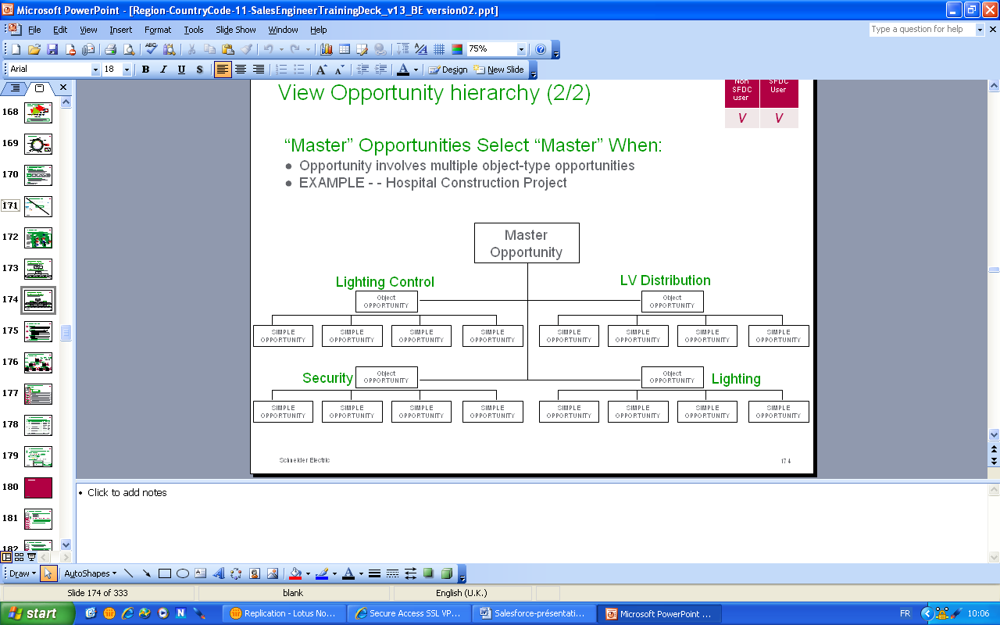 Microsoft PowerPoint - [Region-CountryCode-11-SalesEngineerTrainingDeck_v13_BE version02.ppt]
File Edit View Insert Format Tools Slide Show Window Help
Type a question for help
75%
Arial 18 B I U S Design New Slide
168
169
170
171
172
173
174
175
176
177
178
179
180
181
182
View Opportunity hierarchy (2/2)
Non SFDC
SFDC User
user
V V
“Master” Opportunities Select “Master” When:
● Opportunity involves multiple object-type opportunities
● EXAMPLE - - Hospital Construction Project
Master
Opportunity
Lighting Control
LV Distribution
Object
OPPORTUNITY
Object
OPPORTUNITY
SIMPLE
OPPORTUNITY
SIMPLE
OPPORTUNITY
SIMPLE
OPPORTUNITY
SIMPLE
OPPORTUNITY
SIMPLE
OPPORTUNITY
SIMPLE
OPPORTUNITY
SIMPLE
OPPORTUNITY
SIMPLE
OPPORTUNITY
Security
Object
OPPORTUNITY
Object
OPPORTUNITY
Lighting
SIMPLE
OPPORTUNITY
SIMPLE
OPPORTUNITY
SIMPLE
OPPORTUNITY
SIMPLE
OPPORTUNITY
SIMPLE
OPPORTUNITY
SIMPLE
OPPORTUNITY
SIMPLE
OPPORTUNITY
SIMPLE
OPPORTUNITY
Schneider Electric
174
• Click to add notes
Draw AutoShapes
Slide 174 of 333 blank English (U.K.)
start Replication - Lotus No... Secure Access SSL VP... Salesforce-présentati... Microsoft PowerPoint ... FR 10:06